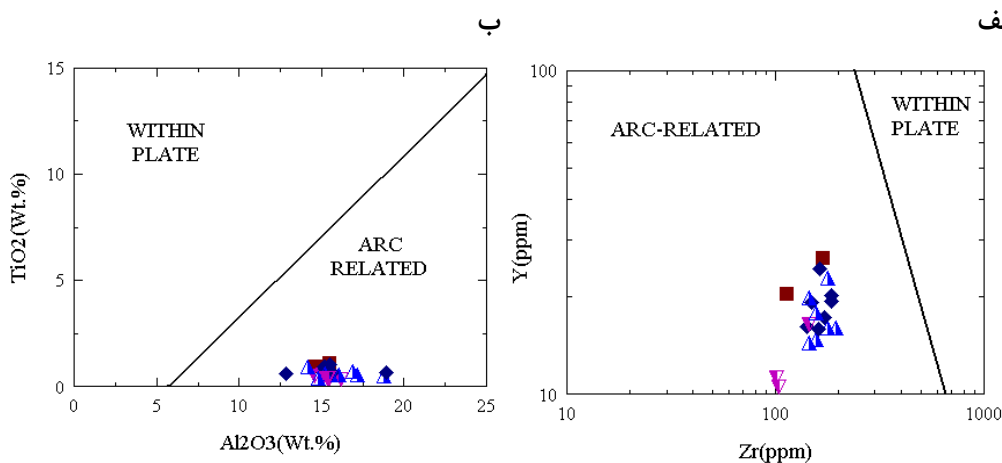 ب
ف
15
10
5
0
0
5
10
15
20
25
TiO2(Wt.%)
Al2O3(Wt.%)
WITHIN
PLATE
ARC
RELATED
100
10
10
100
1000
Y(ppm)
Zr(ppm)
ARC-RELATED
WITHIN
PLATE